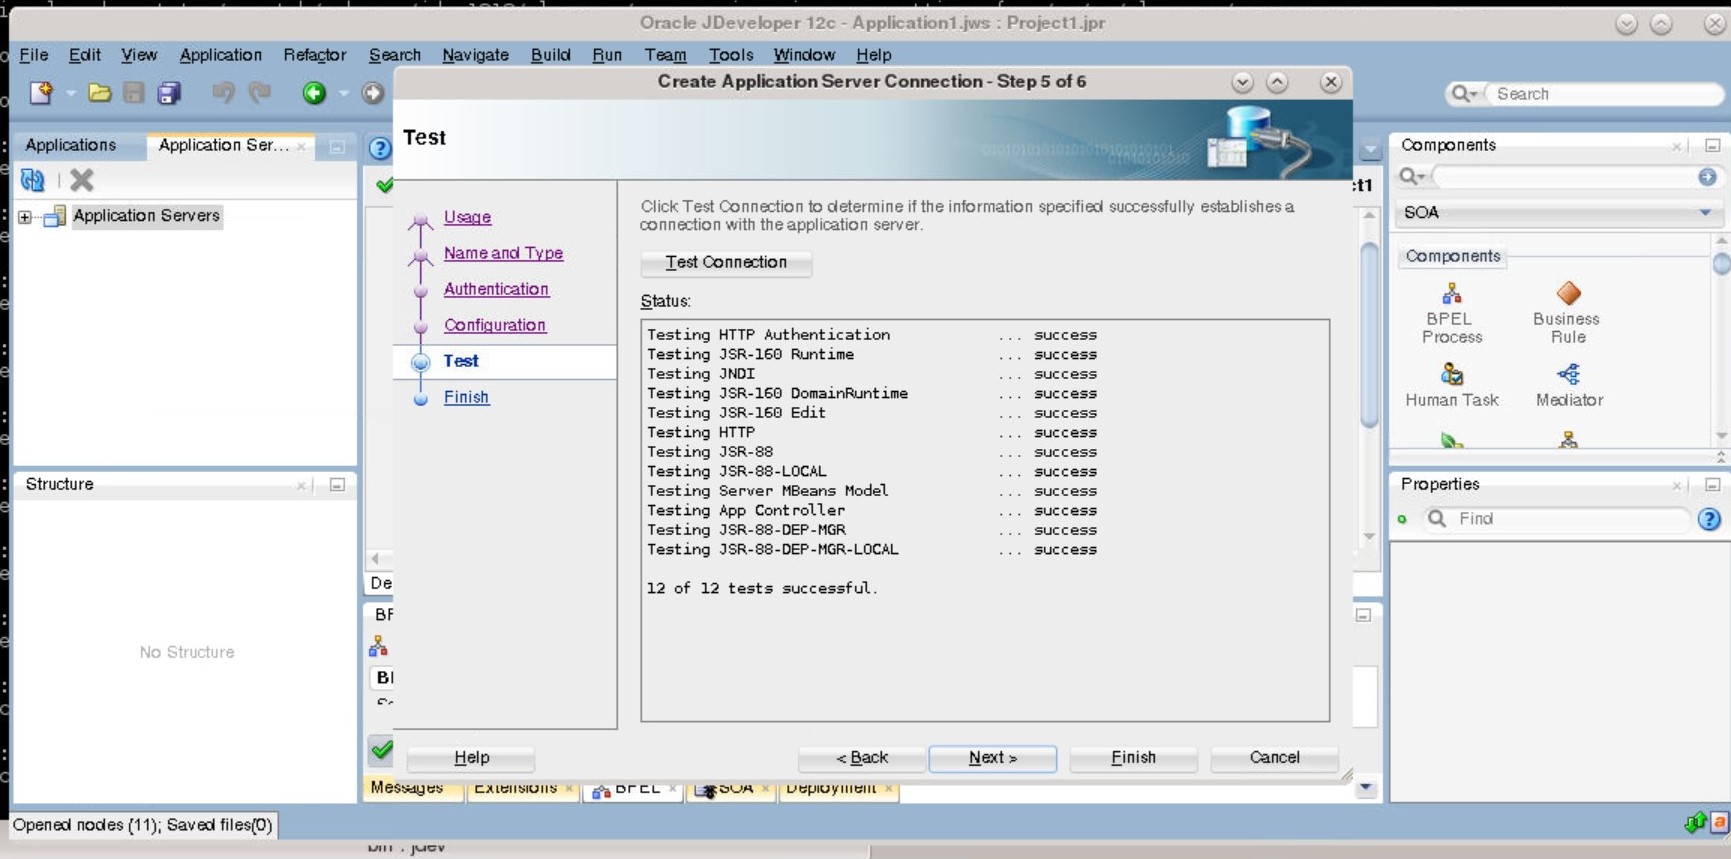 Oracle JDeveloper 12c - Application1.jws : Project1.jpr
File Edit View Application Refactor Search Navigate Build Run Team Tools Window Help
Create Application Server Connection - Step 5 of 6
Search
Test
Applications
Application Ser...
Components
Application Servers
SOA
Components
BPEL Process
Business Rule
Human Task
Mediator
Usage
Name and Type
Authentication
Configuration
Test
Finish
Click Test Connection to determine if the information specified successfully establishes a
connection with the application server.
Test Connection
Status:
Testing HTTP Authentication ... success
Testing JSR-160 Runtime ... success
Testing JNDI ... success
Testing JSR-160 DomainRuntime ... success
Testing JSR-160 Edit ... success
Testing HTTP ... success
Testing JSR-88 ... success
Testing JSR-88-LOCAL ... success
Testing Server MBeans Model ... success
Testing App Controller ... success
Testing JSR-88-DEP-MGR ... success
Testing JSR-88-DEP-MGR-LOCAL ... success
12 of 12 tests successful.
Structure
No Structure
Properties
Find
Help
< Back
Next >
Finish
Cancel
Messages
Extensions
BPEL
SOA
Deployment
Opened nodes (11); Saved files(0)